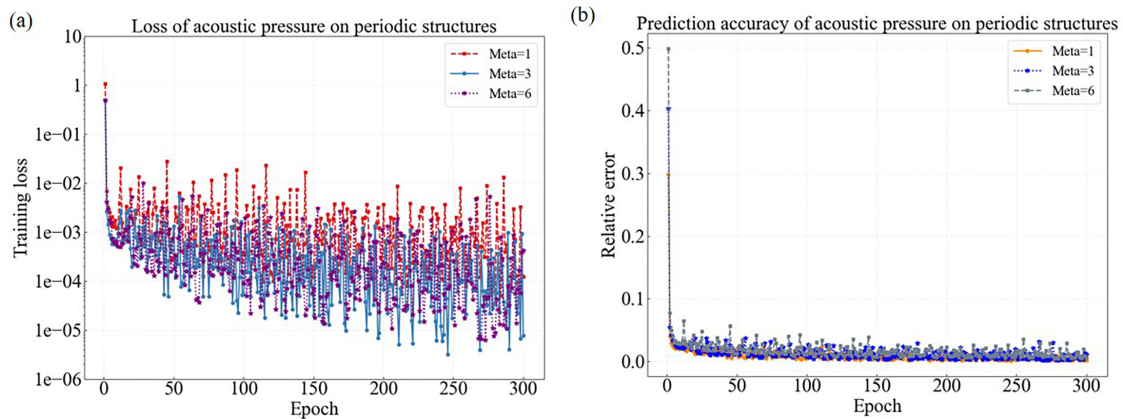 (a)
Loss of acoustic pressure on periodic structures
10
1
1e−01
1e−02
1e−03
1e−04
1e−05
1e−06
Training loss
Meta=1
Meta=3
Meta=6
0 50 100 150 200 250 300
Epoch
(b)
Prediction accuracy of acoustic pressure on periodic structures
0.5
0.4
0.3
0.2
0.1
0.0
Relative error
Meta=1
Meta=3
Meta=6
0 50 100 150 200 250 300
Epoch